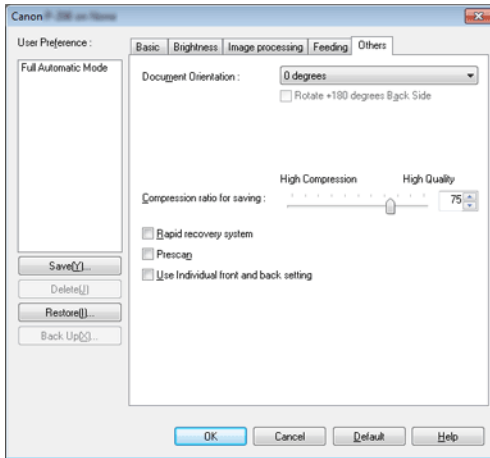 Canon
User Preference :
Full Automatic Mode
Save(Y)...
Delete(J)
Restore(I)...
Back Up(X)...
Basic
Brightness
Image processing
Feeding
Others
Document Orientation :
0 degrees
Rotate +180 degrees Back Side
High Compression
High Quality
Compression ratio for saving :
75
Rapid recovery system
Prescan
Use Individual front and back setting
OK
Cancel
Default
Help